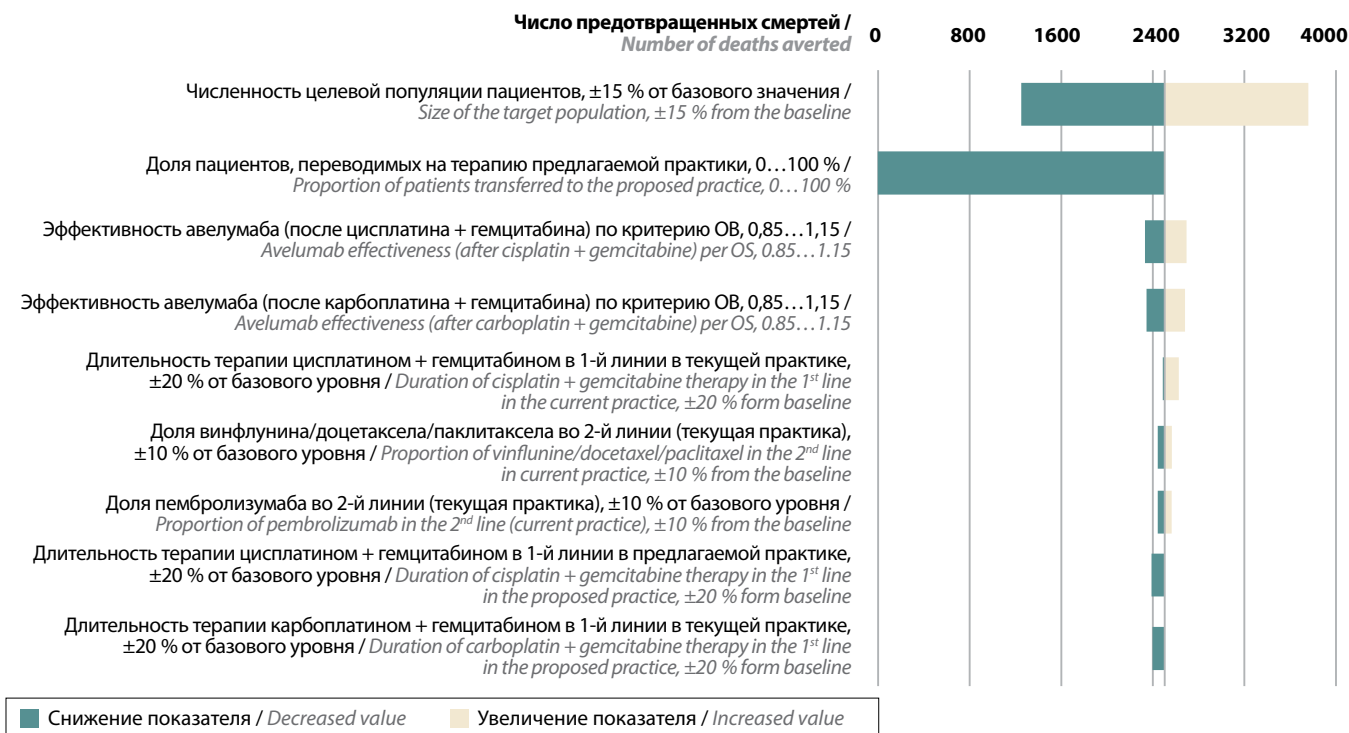 Число предотвращенных смертей /
Number of deaths averted
0 800 1600 2400 3200 4000
Численность целевой популяции пациентов, ±15 % от базового значения /
Size of the target population, ±15 % from the baseline
Доля пациентов, переводимых на терапию предлагаемой практики, 0…100 % /
Proportion of patients transferred to the proposed practice, 0…100 %
Эффективность авелумаба (после цисплатина + гемцитабина) по критерию ОВ, 0,85…1,15 /
Avelumab effectiveness (after cisplatin + gemcitabine) per OS, 0.85…1.15
Эффективность авелумаба (после карбоплатина + гемцитабина) по критерию ОВ, 0,85…1,15 /
Avelumab effectiveness (after carboplatin + gemcitabine) per OS, 0.85…1.15
Длительность терапии цисплатином + гемцитабином в 1-й линии в текущей практике,
±20 % от базового уровня / Duration of cisplatin + gemcitabine therapy in the 1st line
in the current practice, ±20 % form baseline
Доля винфлунина/доцетаксела/паклитаксела во 2-й линии (текущая практика),
±10 % от базового уровня / Proportion of vinflunine/docetaxel/paclitaxel in the 2nd line
in current practice, ±10 % from the baseline
Доля пембролизумаба во 2-й линии (текущая практика), ±10 % от базового уровня /
Proportion of pembrolizumab in the 2nd line (current practice), ±10 % from the baseline
Длительность терапии цисплатином + гемцитабином в 1-й линии в предлагаемой практике,
±20 % от базового уровня / Duration of cisplatin + gemcitabine therapy in the 1st line
in the proposed practice, ±20 % form baseline
Длительность терапии карбоплатином + гемцитабином в 1-й линии в текущей практике,
±20 % от базового уровня / Duration of carboplatin + gemcitabine therapy in the 1st line
in the proposed practice, ±20 % form baseline
Снижение показателя / Decreased value Увеличение показателя / Increased value